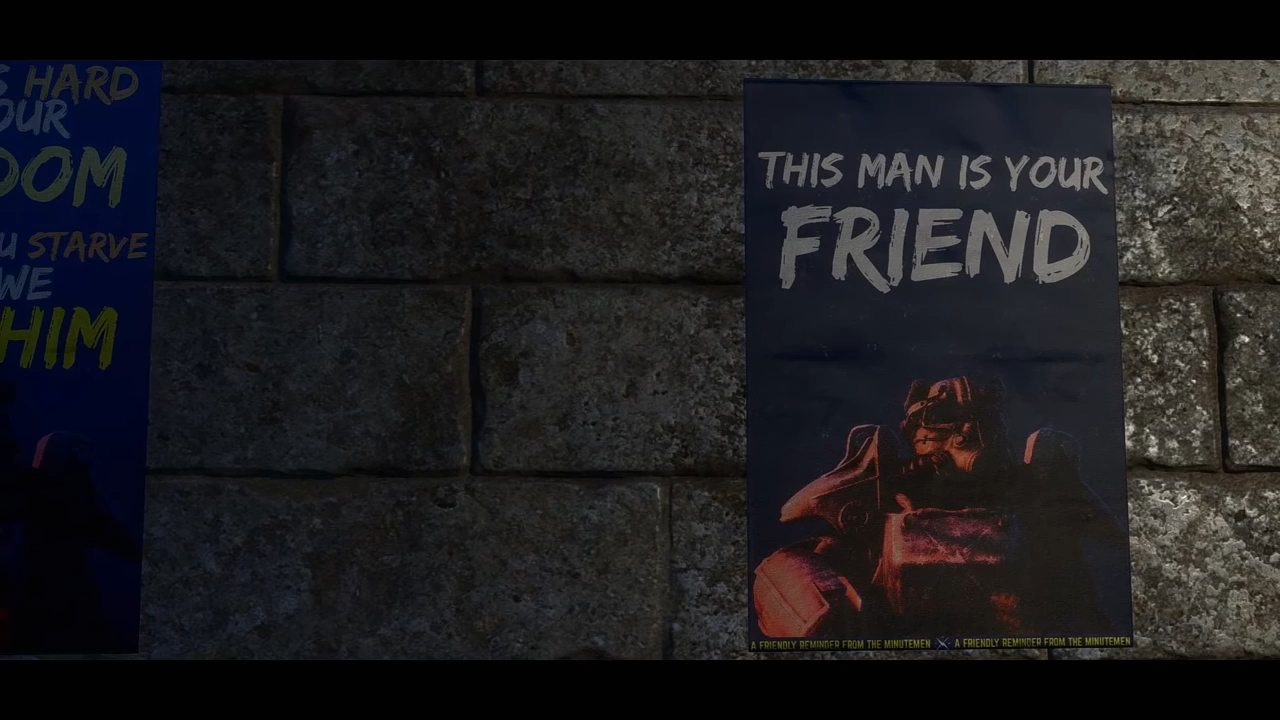 HARD
OUR
OOM
STARVE
WE
HIM
THIS MAN IS YOUR
FRIEND
A FRIENDLY REMINDER FROM THE MINUTEMEN A FRIENDLY REMINDER FROM THE MINUTEMEN